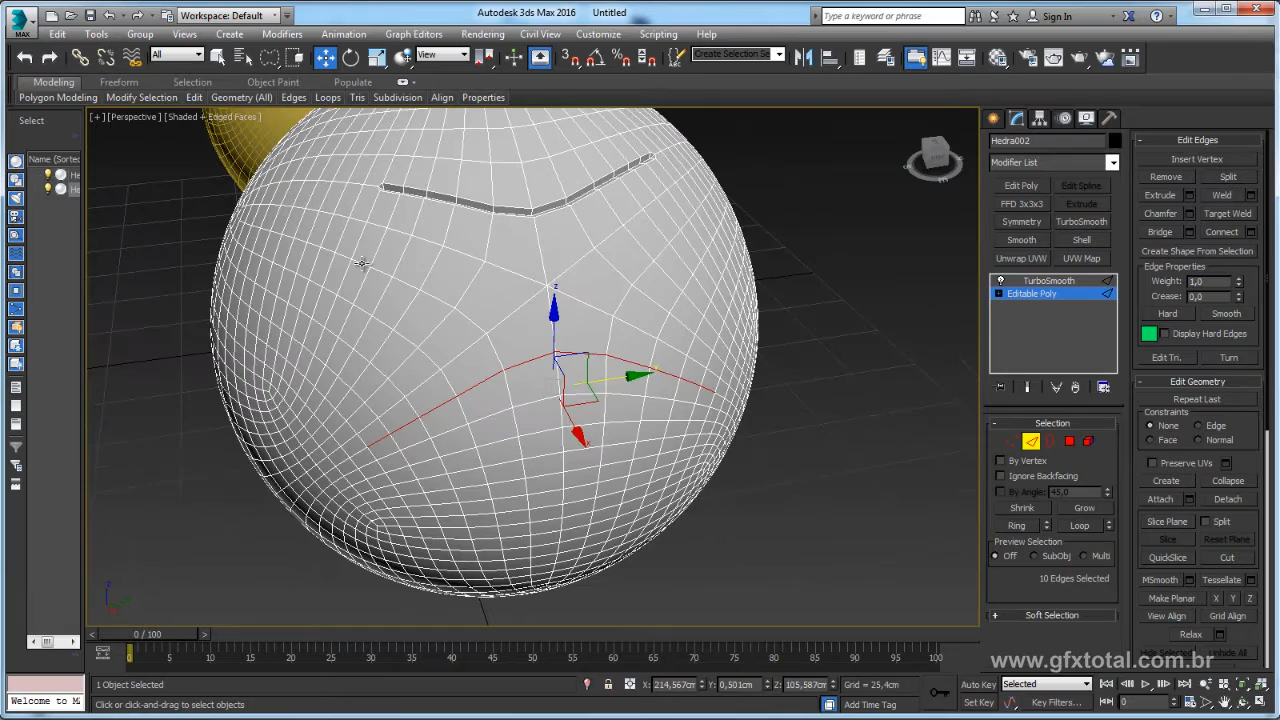 Workspace: Default
Autodesk 3ds Max 2016 Untitled
Type a keyword or phrase
Sign In
MAX
Edit Tools Group Views Create Modifiers Animation Graph Editors Rendering Civil View Customize Scripting Help
All
View
Create Selection Se
Modeling Freeform Selection Object Paint Populate
Polygon Modeling Modify Selection Edit Geometry (All) Edges Loops Tris Subdivision Align Properties
Select
Name (Sorted
He
He
[+] [Perspective] [Shaded + Edged Faces]
z
x
Hedra002
Modifier List
Edit Poly Edit Spline
FFD 3x3x3 Extrude
Symmetry TurboSmooth
Smooth Shell
Unwrap UVW UVW Map
TurboSmooth
Editable Poly
Selection
By Vertex
Ignore Backfacing
By Angle: 45,0
Shrink Grow
Ring Loop
Preview Selection
Off SubObj Multi
10 Edges Selected
Soft Selection
Edit Edges
Insert Vertex
Remove Split
Extrude Weld
Chamfer Target Weld
Bridge Connect
Create Shape From Selection
Edge Properties
Weight: 1,0
Crease: 0,0
Hard Smooth
Display Hard Edges
Edit Tri. Turn
Edit Geometry
Repeat Last
Constraints
None Edge
Face Normal
Preserve UVs
Create Collapse
Attach Detach
Slice Plane Split
Slice Reset Plane
QuickSlice Cut
MSmooth Tessellate
Make Planar X Y Z
View Align Grid Align
Relax
Hide Selected Unhide All
0 / 100
0 5 10 15 20 25 30 35 40 45 50 55 60 65 70 75 80 85 90 95 100
www.gfxtotal.com.br
1 Object Selected
X: 214,567cm Y: 0,501cm Z: 105,587cm Grid = 25,4cm
Auto Key Selected
Welcome to MA
Click or click-and-drag to select objects
Add Time Tag
Set Key Key Filters... 0